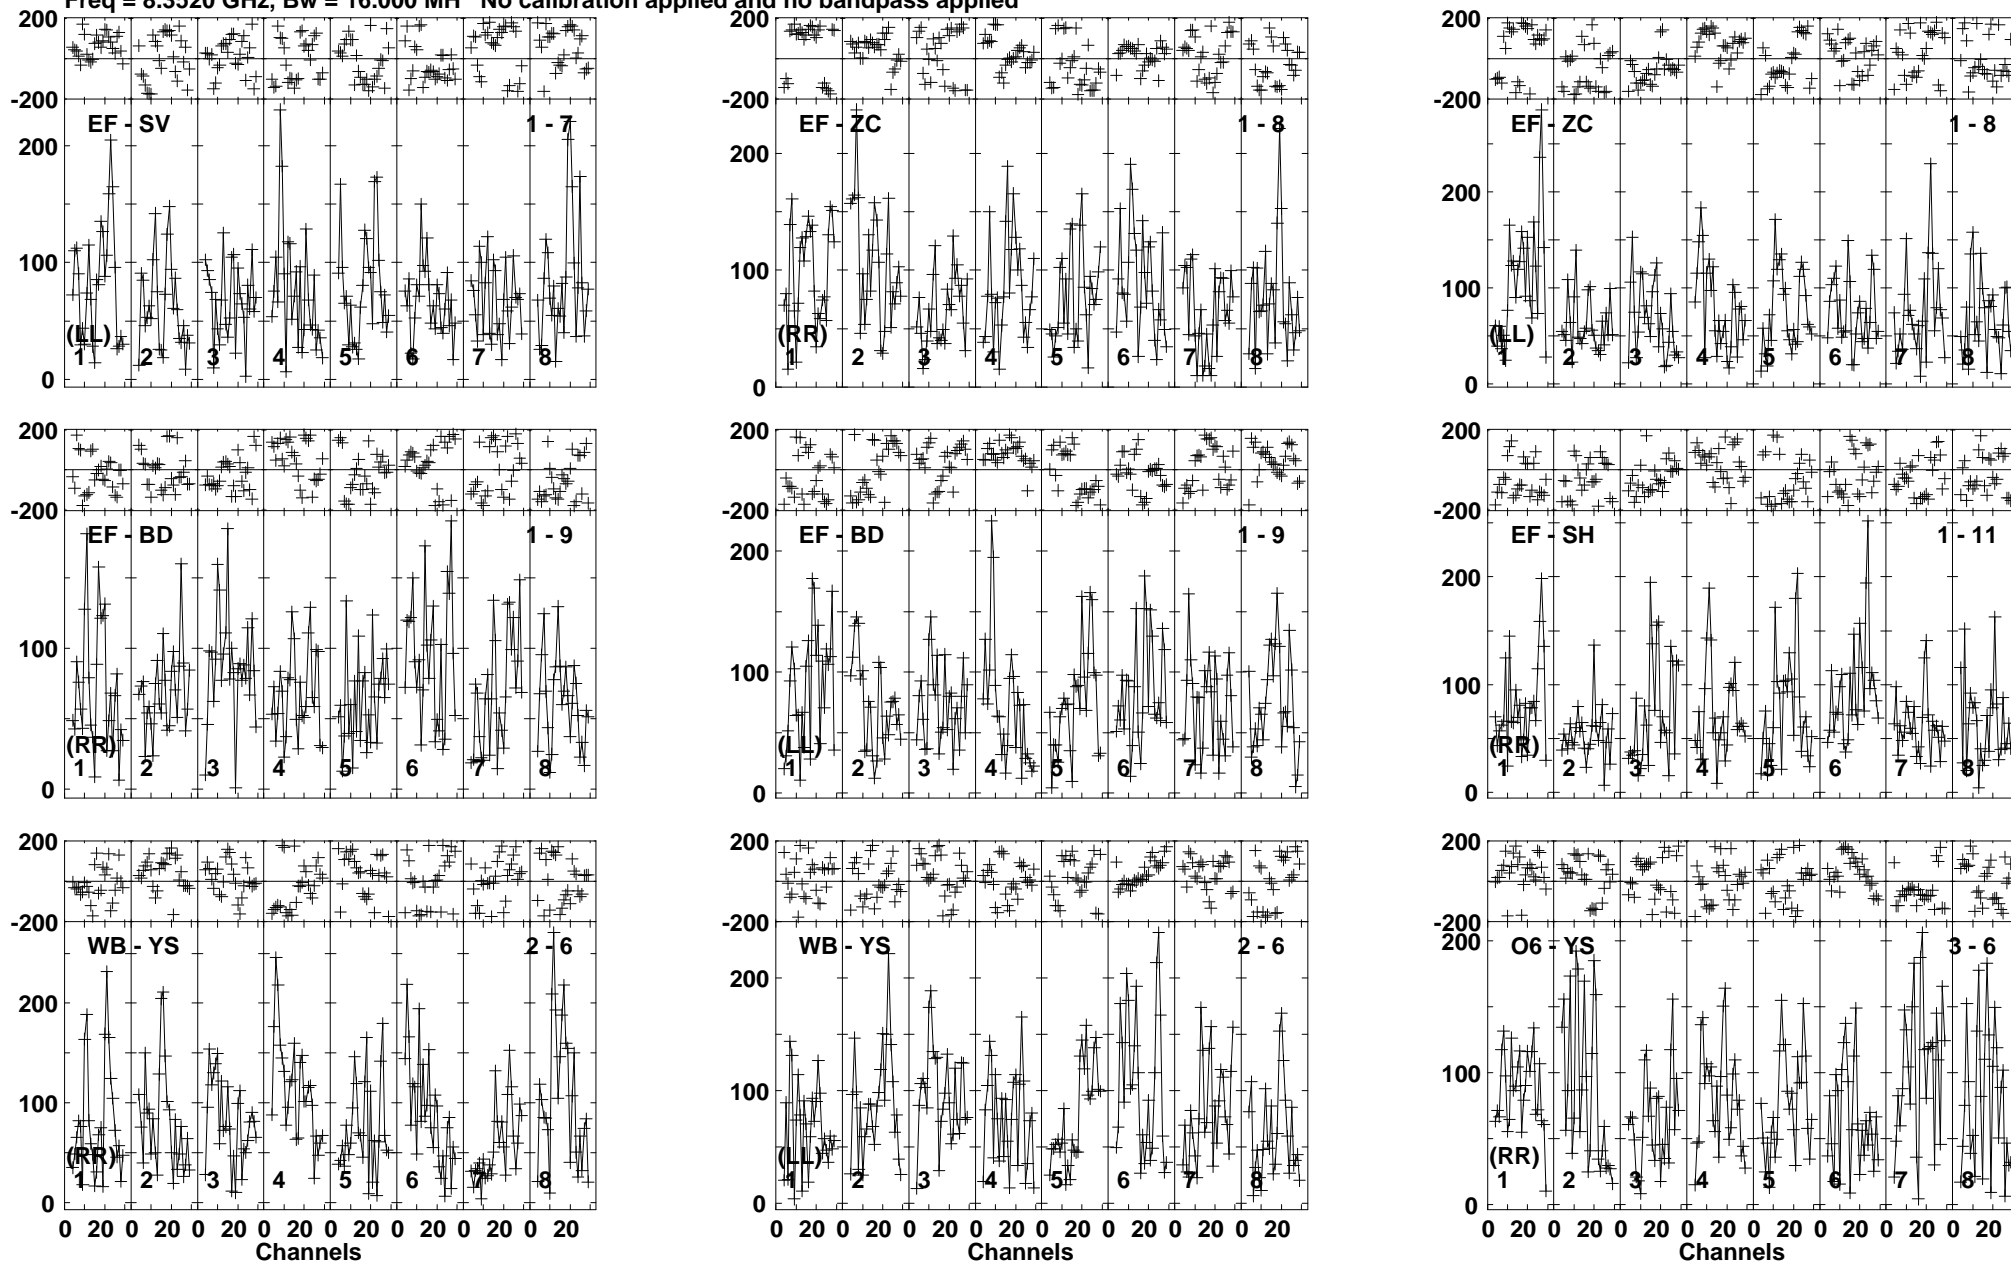 Freq = 8.3520 GHz, Bw = 16.000 MH No calibration applied and no bandpass applied
200 200 200
-200 -200 -200
EF - SV 1 - 7 EF - ZC 1 - 8 EF - ZC 1 - 8
200 200 200
100 100 100
(LL) (RR) (LL)
1 2 3 4 5 6 7 8 1 2 3 4 5 6 7 8 1 2 3 4 5 6 7 8
0 0 0
200 200 200
-200 -200 -200
EF - BD 1 - 9 EF - BD 1 - 9 EF - SH 1 - 11
200 200
100 100 100
(RR) (LL) (RR)
1 2 3 4 5 6 7 8 1 2 3 4 5 6 7 8 1 2 3 4 5 6 7 8
0 0 0
200 200 200
-200 -200 -200
WB - YS 2 - 6 WB - YS 2 - 6 O6 - YS 3 - 6
200 200 200
100 100 100
(RR) (LL) (RR)
1 2 3 4 5 6 7 8 1 2 3 4 5 6 7 8 1 2 3 4 5 6 7 8
0 0 0
0 20 0 20 0 20 0 20 0 20 0 20 0 20 0 20 0 20 0 20 0 20 0 20 0 20 0 20 0 20 0 20 0 20 0 20 0 20 0 20 0 20 0 20 0 20 0 20
Channels Channels Channels